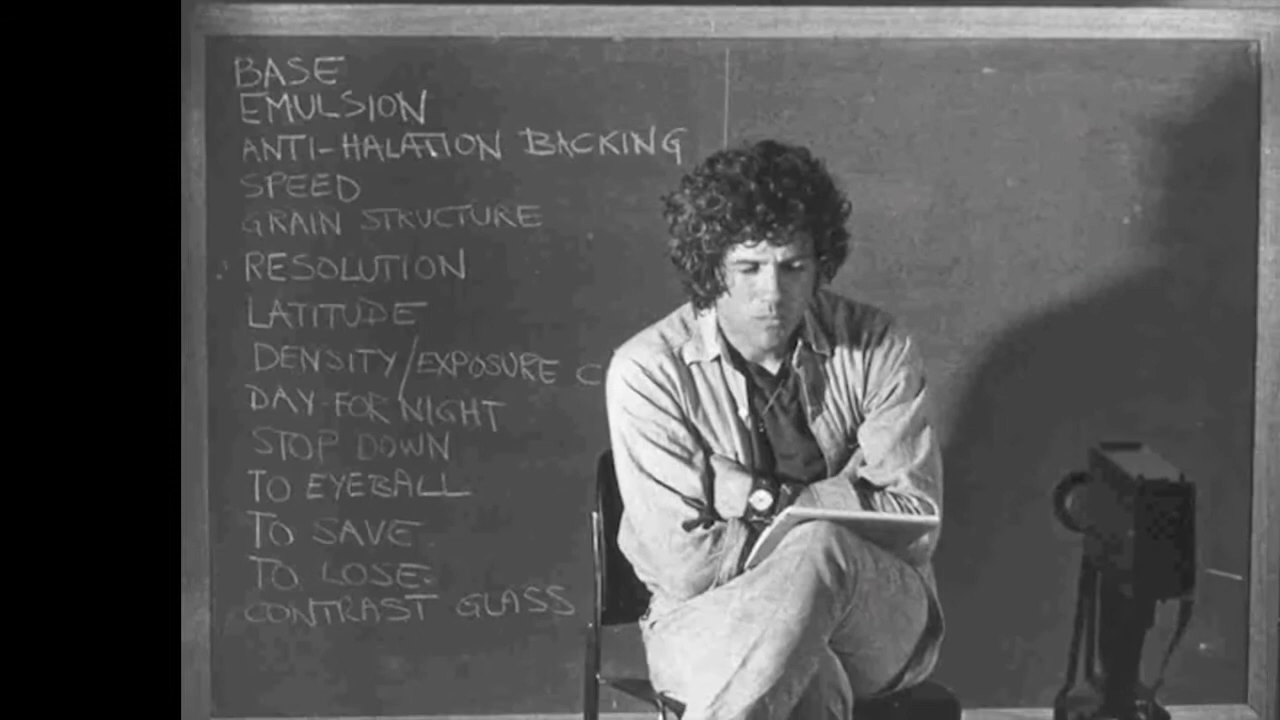 BASE
EMULSION
ANTI-HALATION BACKING
SPEED
GRAIN STRUCTURE
RESOLUTION
LATITUDE
DENSITY/EXPOSURE C
DAY-FOR NIGHT
STOP DOWN
TO EYEBALL
TO SAVE
TO LOSE
CONTRAST GLASS